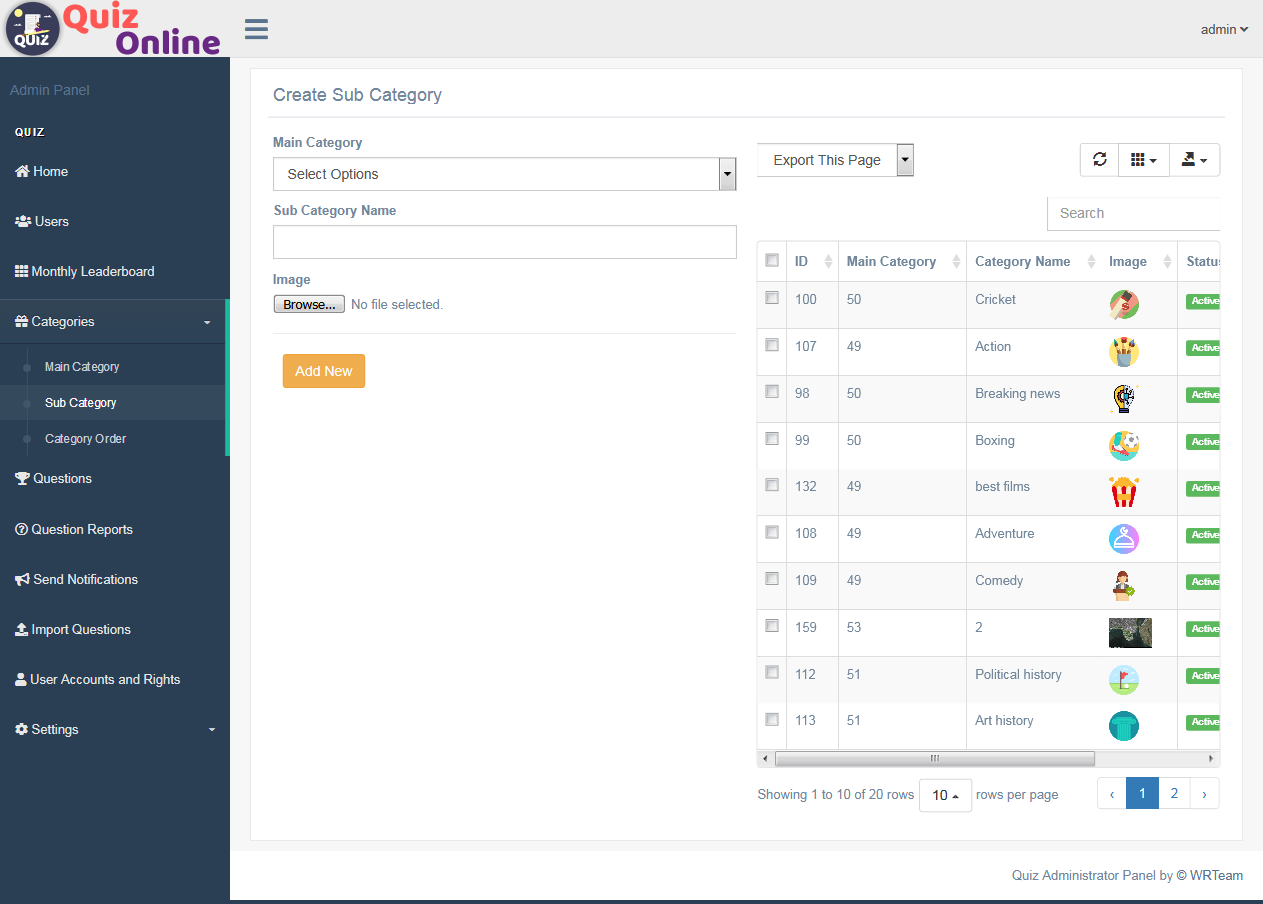 QUIZ
Quiz
Online
admin
Admin Panel
QUIZ
Home
Users
Monthly Leaderboard
Categories
Main Category
Sub Category
Category Order
Questions
Question Reports
Send Notifications
Import Questions
User Accounts and Rights
Settings
Create Sub Category
Main Category
Select Options
Sub Category Name
Image
Browse... No file selected.
Add New
Export This Page
Search
ID Main Category Category Name Image Statu
100 50 Cricket Active
107 49 Action Active
98 50 Breaking news Active
99 50 Boxing Active
132 49 best films Active
108 49 Adventure Active
109 49 Comedy Active
159 53 2 Active
112 51 Political history Active
113 51 Art history Active
Showing 1 to 10 of 20 rows 10 rows per page ‹ 1 2 ›
Quiz Administrator Panel by © WRTeam